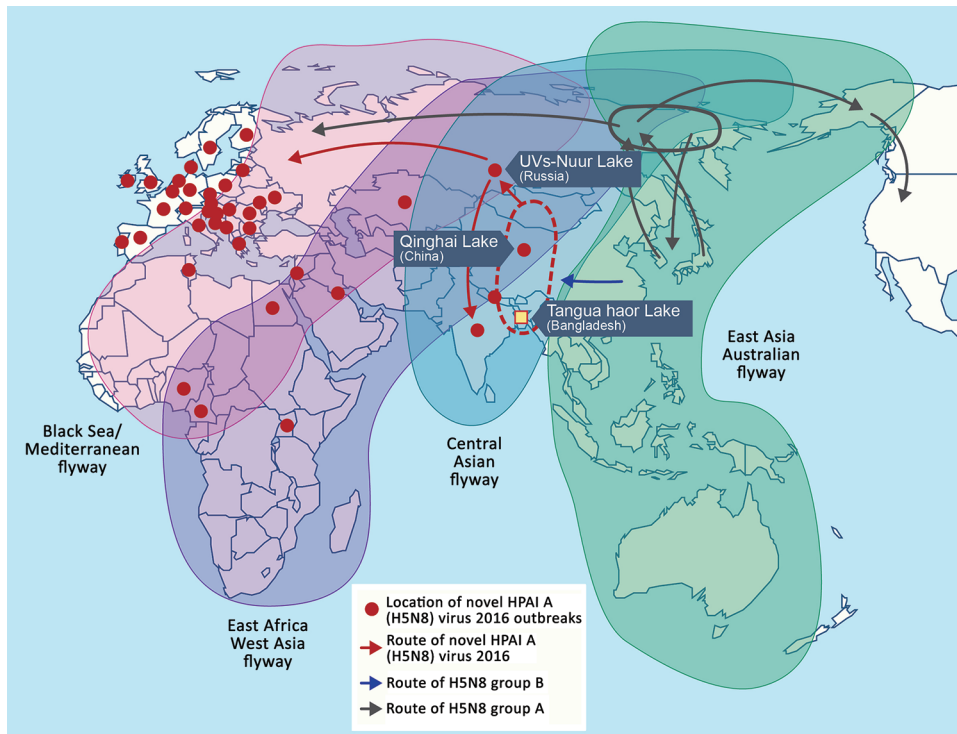 UVs-Nuur Lake
(Russia)
Qinghai Lake
(China)
Tangua haor Lake
(Bangladesh)
East Asia
Australian
flyway
Black Sea/
Mediterranean
flyway
Central
Asian
flyway
East Africa
West Asia
flyway
Location of novel HPAI A
(H5N8) virus 2016 outbreaks
Route of novel HPAI A
(H5N8) virus 2016
Route of H5N8 group B
Route of H5N8 group A